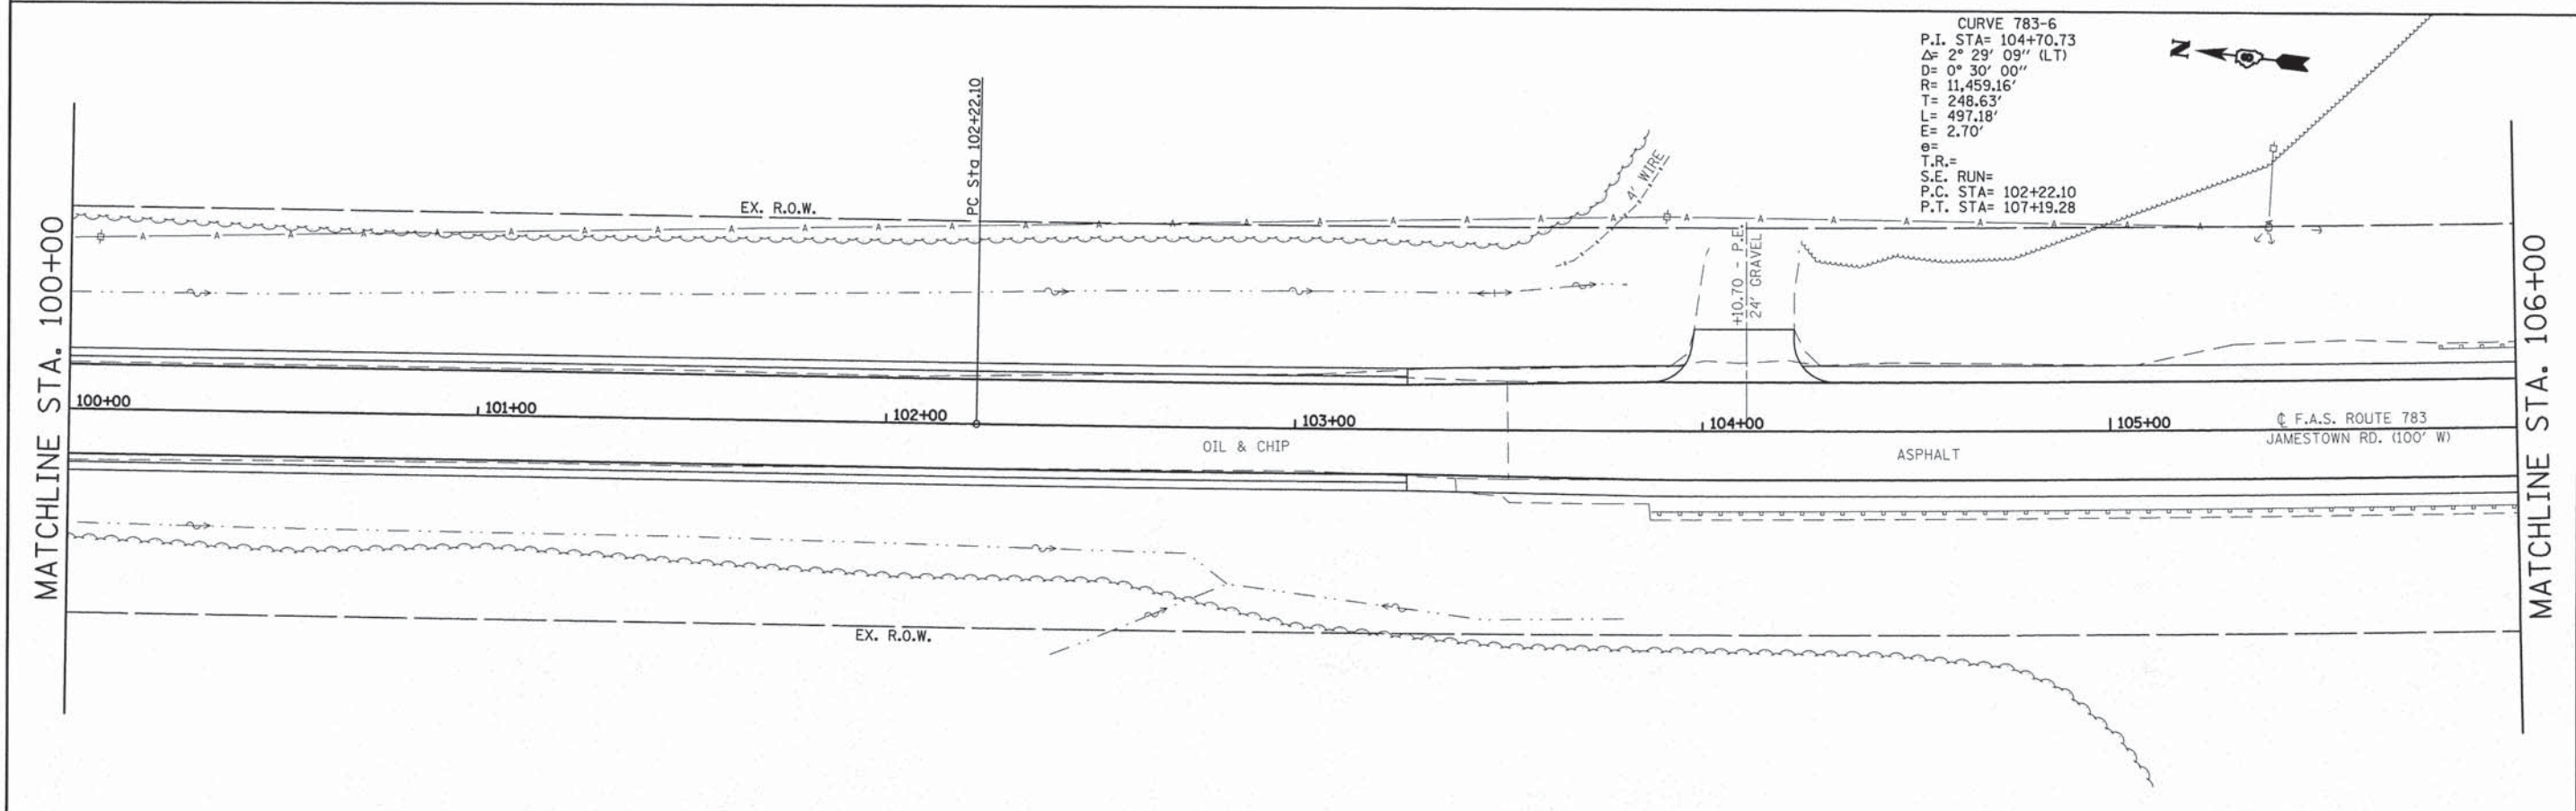 CURVE 783-6
P.I. STA= 104+70.73
Δ= 2° 29' 09" (LT)
D= 0° 30' 00"
R= 11,459.16'
T= 248.63'
L= 497.18'
E= 2.70'
e=
T.R.=
S.E. RUN=
P.C. STA= 102+22.10
P.T. STA= 107+19.28
N
MATCHLINE STA. 100+00
PC Sta 102+22.10
EX. R.O.W.
A A A A A A A A A A A A A A A A A A A A A A A A A A A A A
4' WIRE
+10.70 - P.E.
24' GRAVEL
100+00 101+00 102+00 103+00 104+00 105+00
℄ F.A.S. ROUTE 783
JAMESTOWN RD. (100' W)
OIL & CHIP
ASPHALT
EX. R.O.W.
MATCHLINE STA. 106+00